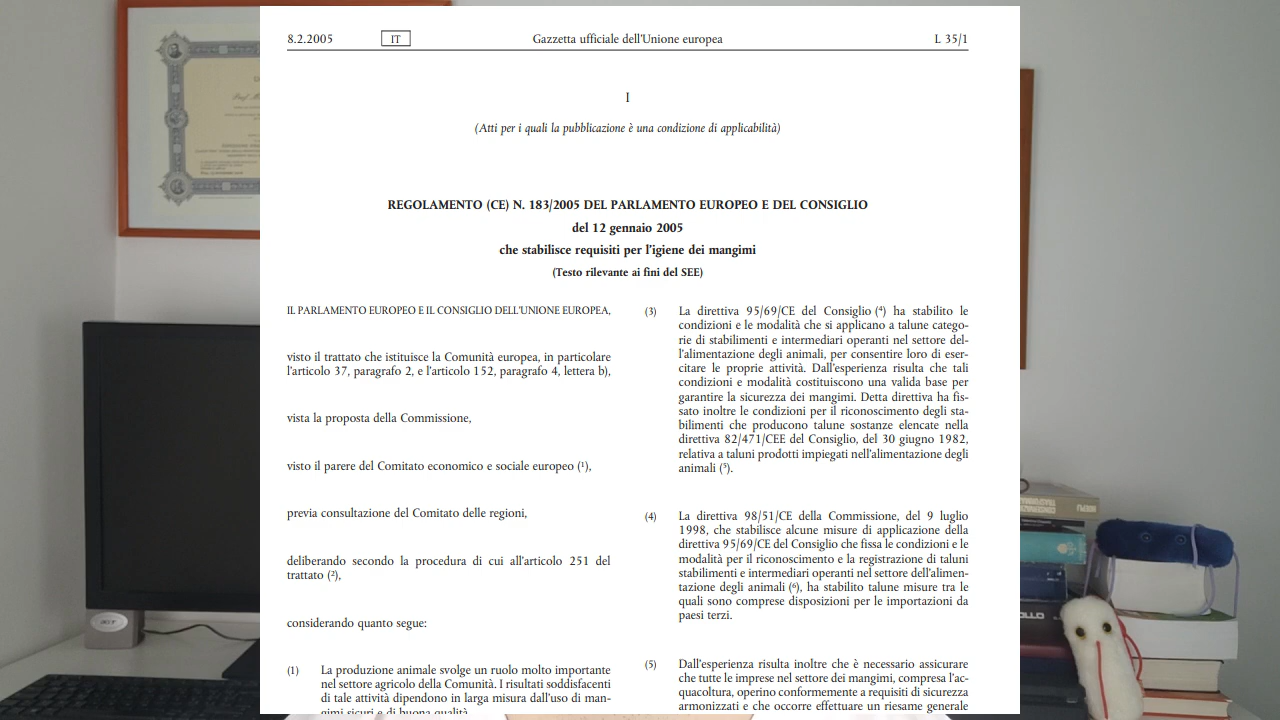 8.2.2005 IT Gazzetta ufficiale dell'Unione europea L 35/1
I
(Atti per i quali la pubblicazione è una condizione di applicabilità)
REGOLAMENTO (CE) N. 183/2005 DEL PARLAMENTO EUROPEO E DEL CONSIGLIO
del 12 gennaio 2005
che stabilisce requisiti per l'igiene dei mangimi
(Testo rilevante ai fini del SEE)
IL PARLAMENTO EUROPEO E IL CONSIGLIO DELL'UNIONE EUROPEA,
visto il trattato che istituisce la Comunità europea, in particolare
l'articolo 37, paragrafo 2, e l'articolo 152, paragrafo 4, lettera b),
vista la proposta della Commissione,
visto il parere del Comitato economico e sociale europeo (1),
previa consultazione del Comitato delle regioni,
deliberando secondo la procedura di cui all'articolo 251 del
trattato (2),
considerando quanto segue:
(1) La produzione animale svolge un ruolo molto importante
nel settore agricolo della Comunità. I risultati soddisfacenti
di tale attività dipendono in larga misura dall'uso di man-
gimi sicuri e di buona qualità.
(3) La direttiva 95/69/CE del Consiglio (4) ha stabilito le
condizioni e le modalità che si applicano a talune catego-
rie di stabilimenti e intermediari operanti nel settore del-
l'alimentazione degli animali, per consentire loro di eser-
citare le proprie attività. Dall'esperienza risulta che tali
condizioni e modalità costituiscono una valida base per
garantire la sicurezza dei mangimi. Detta direttiva ha fis-
sato inoltre le condizioni per il riconoscimento degli sta-
bilimenti che producono talune sostanze elencate nella
direttiva 82/471/CEE del Consiglio, del 30 giugno 1982,
relativa a taluni prodotti impiegati nell'alimentazione degli
animali (5).
(4) La direttiva 98/51/CE della Commissione, del 9 luglio
1998, che stabilisce alcune misure di applicazione della
direttiva 95/69/CE del Consiglio che fissa le condizioni e le
modalità per il riconoscimento e la registrazione di taluni
stabilimenti e intermediari operanti nel settore dell'alimen-
tazione degli animali (6), ha stabilito talune misure tra le
quali sono comprese disposizioni per le importazioni da
paesi terzi.
(5) Dall'esperienza risulta inoltre che è necessario assicurare
che tutte le imprese nel settore dei mangimi, compresa l'ac-
quacoltura, operino conformemente a requisiti di sicurezza
armonizzati e che occorre effettuare un riesame generale
acer